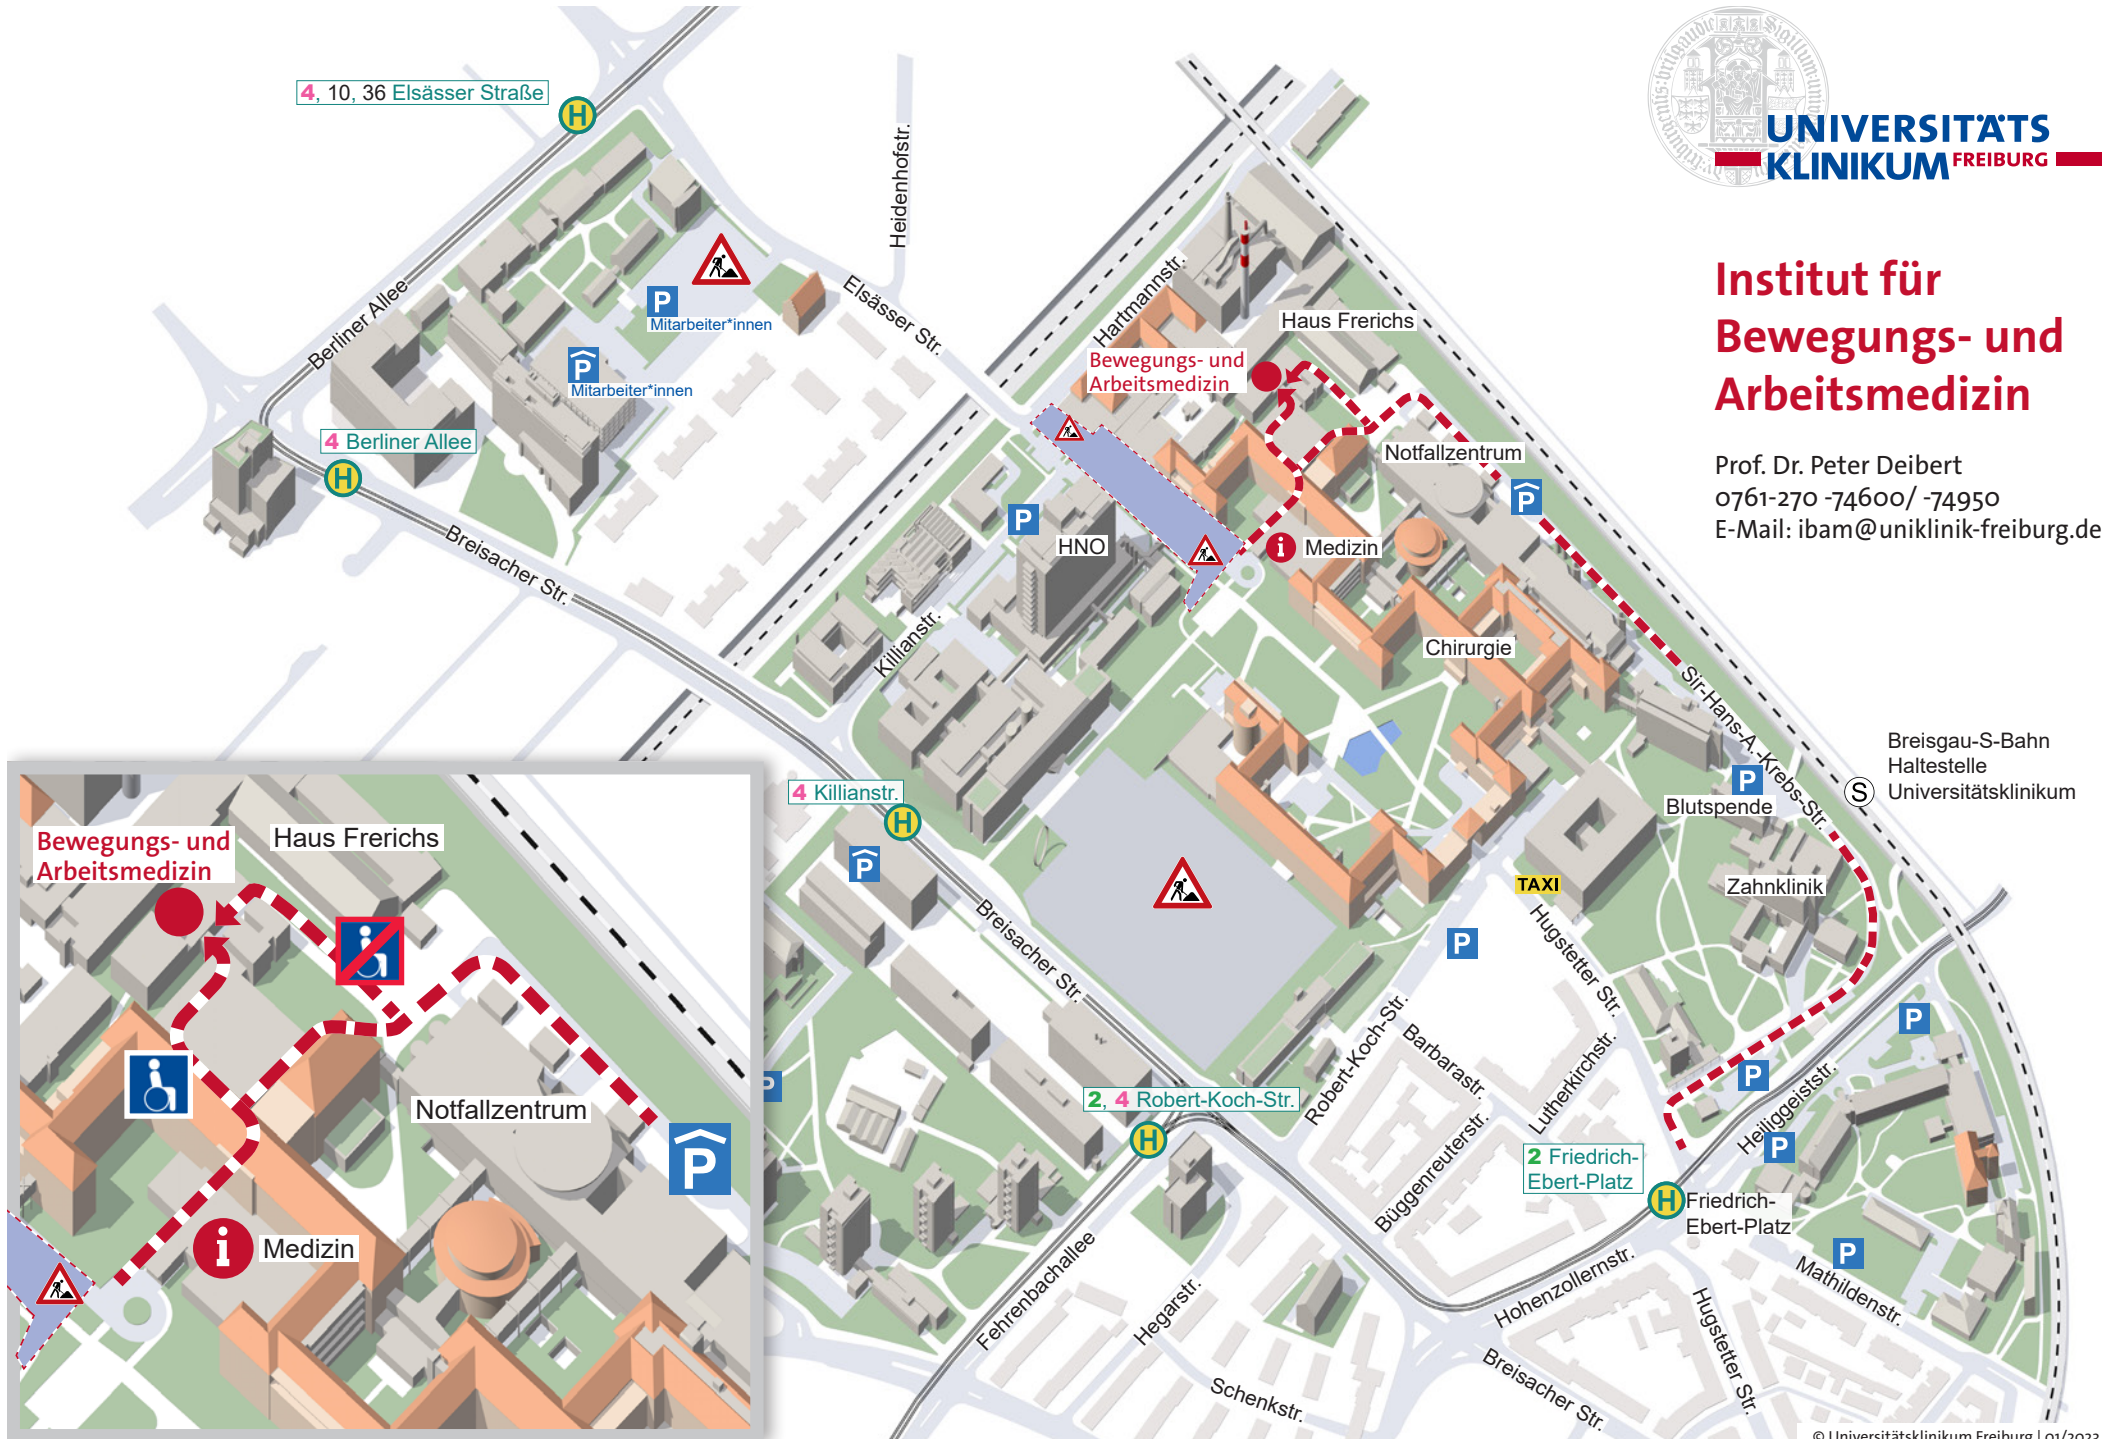 4, 10, 36 Elsässer Straße
H
UNIVERSITÄTS
KLINIKUM FREIBURG
Institut für
Bewegungs- und
Arbeitsmedizin
Prof. Dr. Peter Deibert
0761-270 -74600/ -74950
E-Mail: ibam@uniklinik-freiburg.de
Heidenhofstr.
Berliner Allee
P
Mitarbeiter*innen
P
Mitarbeiter*innen
Elsässer Str.
Hartmannstr.
Haus Frerichs
Bewegungs- und
Arbeitsmedizin
4 Berliner Allee
H
Notfallzentrum
P
P
HNO
i Medizin
Breisacher Str.
Killianstr.
Chirurgie
Sir-Hans-A.-Krebs-Str.
Breisgau-S-Bahn
Haltestelle
Universitätsklinikum
S
4 Killianstr.
H
P
P
Blutspende
Zahnklinik
TAXI
Hugstetter Str.
P
Breisacher Str.
Robert-Koch-Str.
Barbarastr.
Lutherkirchstr.
Büggenreuterstr.
P
P
Heiliggeiststr.
P
P
2, 4 Robert-Koch-Str.
H
2 Friedrich-
Ebert-Platz
H
Friedrich-
Ebert-Platz
P
Mathildenstr.
Hohenzollernstr.
Hugstetter Str.
Breisacher Str.
Fehrenbachallee
Hegarstr.
Schenkstr.
P
Bewegungs- und
Arbeitsmedizin
Haus Frerichs
Notfallzentrum
P
i Medizin
© Universitätsklinikum Freiburg | 01/2023